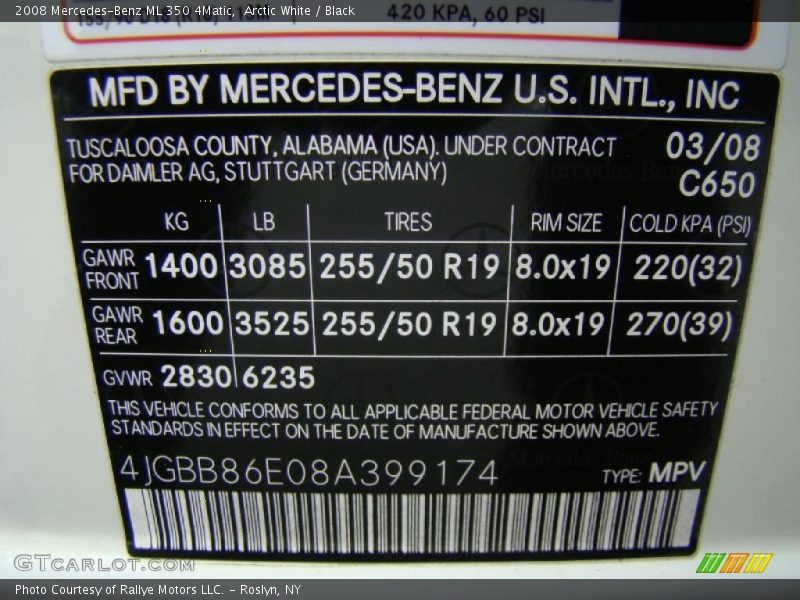 2008 Mercedes-Benz ML 350 4Matic, Arctic White / Black
420 KPA, 60 PSI
MFD BY MERCEDES-BENZ U.S. INTL., INC
TUSCALOOSA COUNTY, ALABAMA (USA). UNDER CONTRACT 03/08
FOR DAIMLER AG, STUTTGART (GERMANY) C650
KG LB TIRES RIM SIZE COLD KPA (PSI)
GAWR FRONT 1400 3085 255/50 R19 8.0x19 220(32)
GAWR REAR 1600 3525 255/50 R19 8.0x19 270(39)
GVWR 2830 6235
THIS VEHICLE CONFORMS TO ALL APPLICABLE FEDERAL MOTOR VEHICLE SAFETY
STANDARDS IN EFFECT ON THE DATE OF MANUFACTURE SHOWN ABOVE.
4JGBB86E08A399174 TYPE: MPV
GTCARLOT.COM
Photo Courtesy of Rallye Motors LLC. - Roslyn, NY